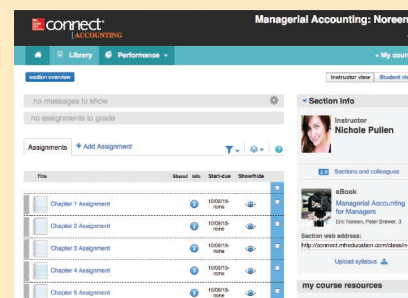 connect
ACCOUNTING
Managerial Accounting: Noreen
Library
Performance
My cour
section overview
Instructor view
Student vi
no messages to show
no assignments to grade
Section info
Instructor
Nichole Pullen
Assignments
+ Add Assignment
Sections and colleagues
Title
Shared
Info
Start-due
Show/hide
eBook
Managerial Accounting
for Managers
Eric Noreen, Peter Brewer, 3
Chapter 1 Assignment
10/08/15-
none
Chapter 2 Assignment
10/08/15-
none
Section web address:
http://connect.mheducation.com/class/n-
Chapter 3 Assignment
10/08/15-
none
Upload syllabus
Chapter 4 Assignment
10/08/15-
none
my course resources
Chapter 5 Assignment
10/08/15-
none